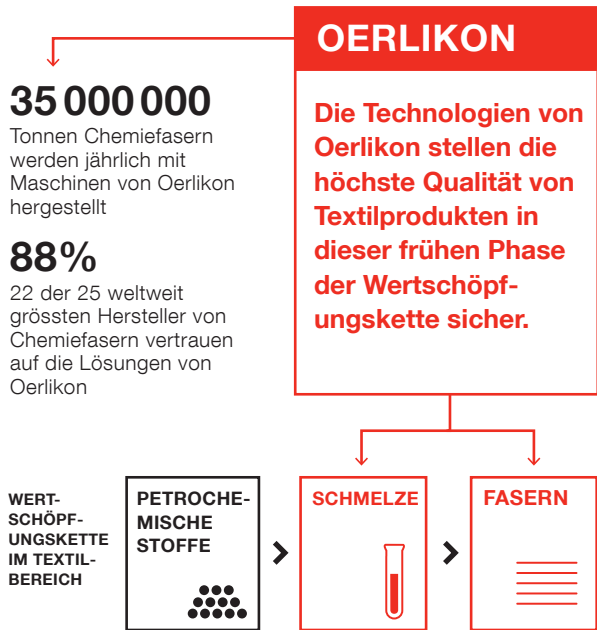 OERLIKON
Die Technologien von
Oerlikon stellen die
höchste Qualität von
Textilprodukten in
dieser frühen Phase
der Wertschöpf-
ungskette sicher.
35 000 000
Tonnen Chemiefasern
werden jährlich mit
Maschinen von Oerlikon
hergestellt
88%
22 der 25 weltweit
grössten Hersteller von
Chemiefasern vertrauen
auf die Lösungen von
Oerlikon
WERT-
SCHÖPF-
UNGSKETTE
IM TEXTIL-
BEREICH
PETROCHE-
MISCHE
STOFFE
SCHMELZE
FASERN